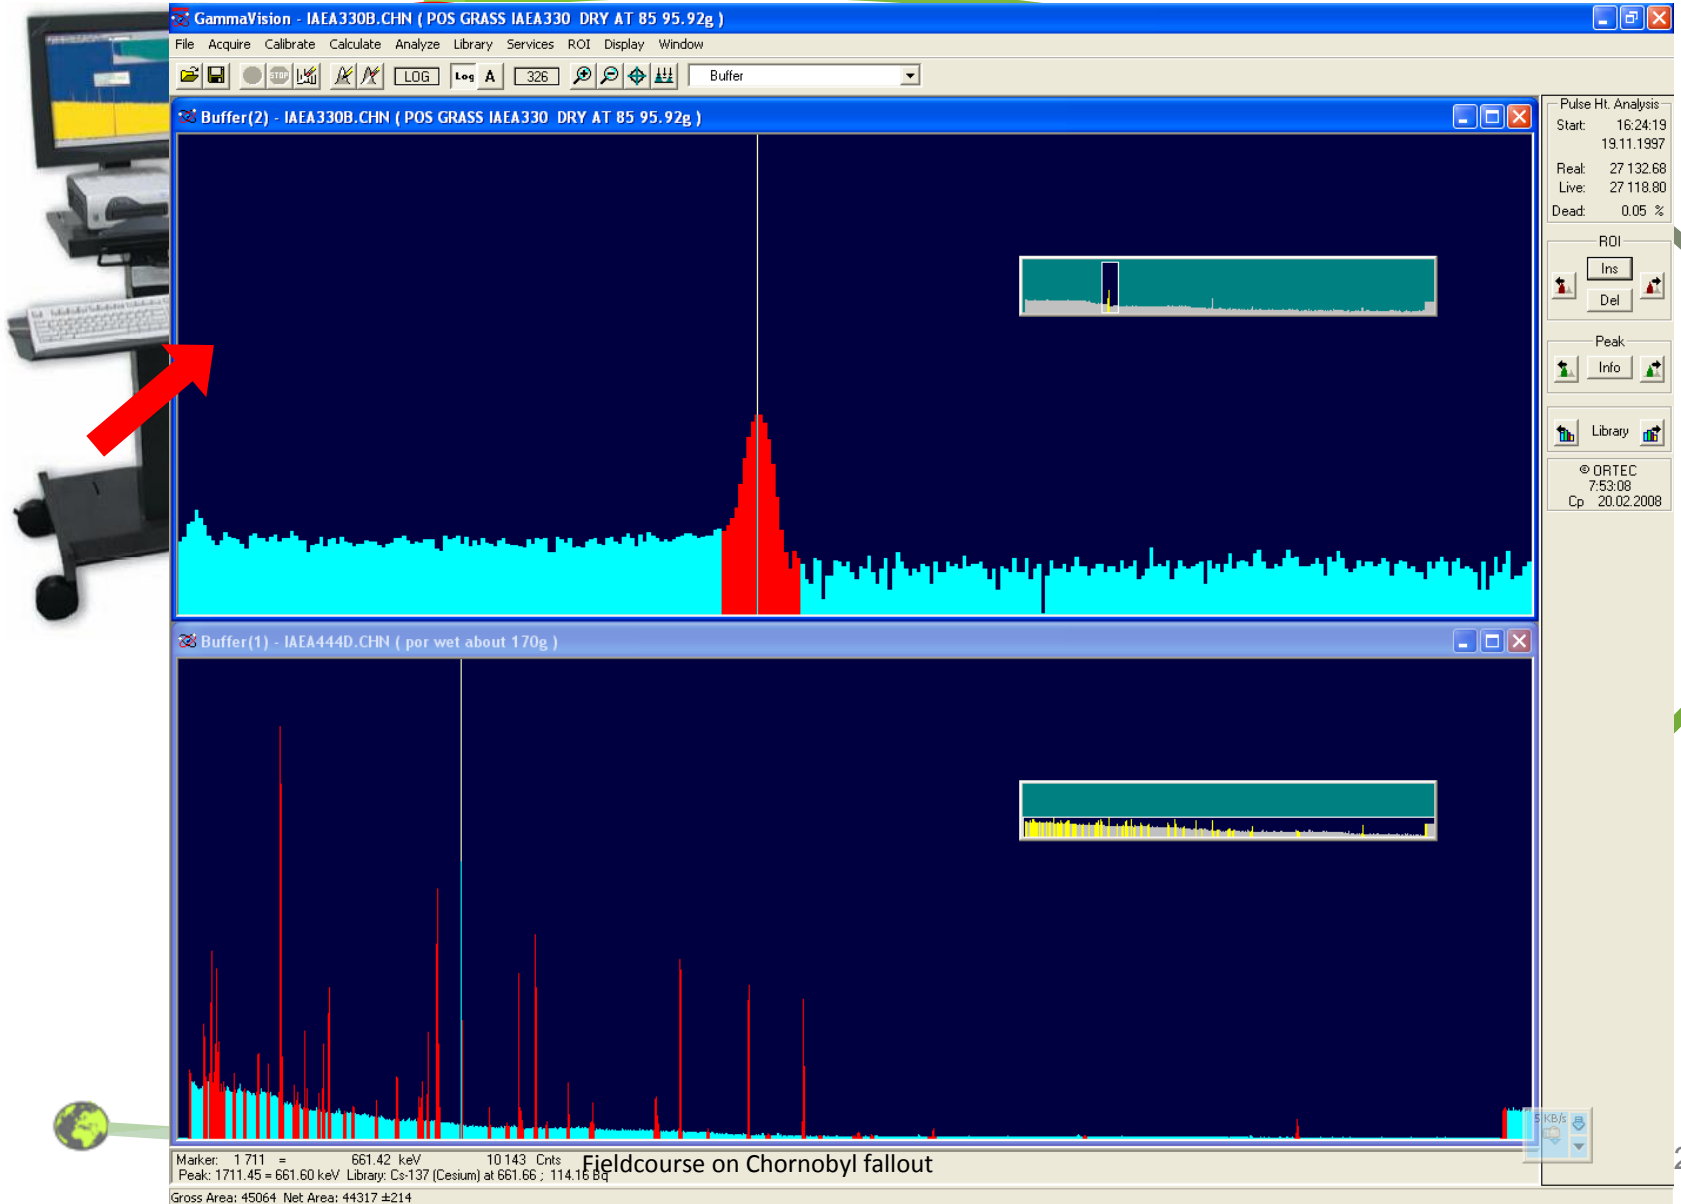 GammaVision - IAEA330B.CHN ( POS GRASS IAEA330 DRY AT 85 95.92g )
File Acquire Calibrate Calculate Analyze Library Services ROI Display Window
STOP LOG Log A 326 Buffer
Buffer(2) - IAEA330B.CHN ( POS GRASS IAEA330 DRY AT 85 95.92g )
Pulse Ht. Analysis
Start: 16:24:19
19.11.1997
Real: 27 132.68
Live: 27 118.80
Dead: 0.05 %
ROI
Ins
Del
Peak
Info
Library
© ORTEC
7:53:08
Ср 20.02.2008
Buffer(1) - IAEA444D.CHN ( por wet about 170g )
5 KB/s
Marker: 1 711 = 661.42 keV 10 143 Cnts
Peak: 1711.45 = 661.60 keV Library: Cs-137 (Cesium) at 661.66 ; 114.16 Bq
Fieldcourse on Chornobyl fallout
2
Gross Area: 45064 Net Area: 44317 ±214